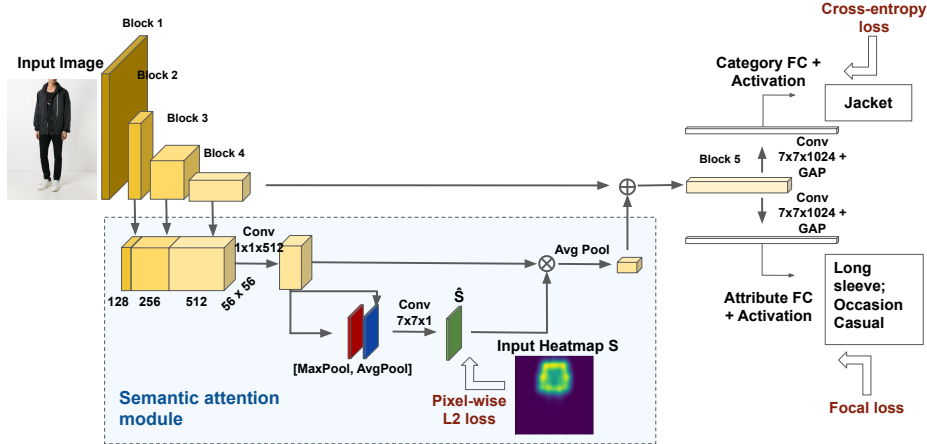 Block 1
Cross-entropy
loss
Input Image
Block 2
Category FC +
Activation
Jacket
Block 3
Block 4
Conv
7x7x1024 +
GAP
Block 5
Conv
7x7x1024 +
GAP
Conv
1x1x512
Avg Pool
128
256
512
56 x 56
Long
sleeve;
Occasion
Casual
Attribute FC
+ Activation
Conv
7x7x1
Ŝ
Input Heatmap S
[MaxPool, AvgPool]
Semantic attention
module
Pixel-wise
L2 loss
Focal loss